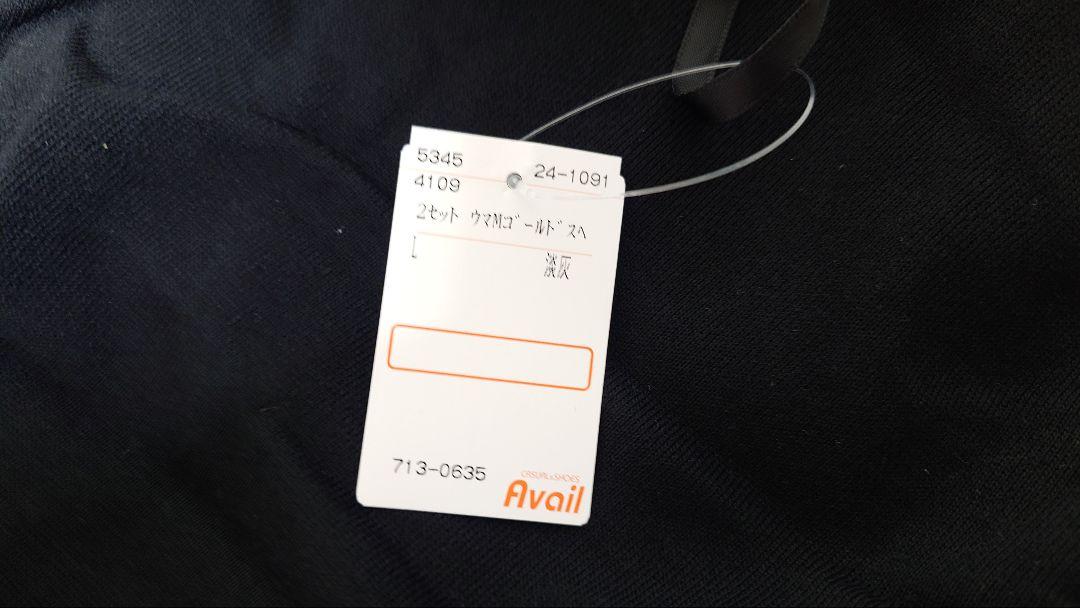 5345 24-1091
4109
2セット ウマMゴールドスヘ
L 淡灰
713-0635
CASUAL&SHOES
Avail